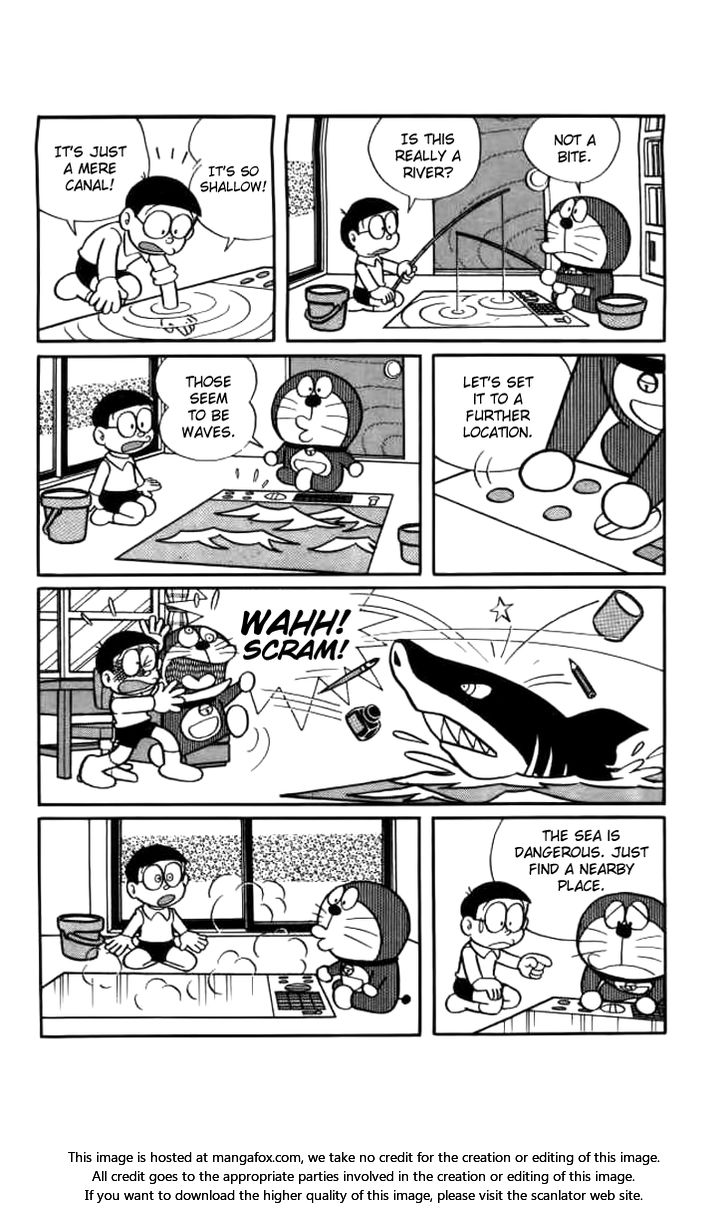 NOT A
BITE.
IS THIS
REALLY A
RIVER?
IT'S SO
SHALLOW!
IT'S JUST
A MERE
CANAL!
LET'S SET
IT TO A
FURTHER
LOCATION.
THOSE
SEEM
TO BE
WAVES.
WAHH!
SCRAM!
THE SEA IS
DANGEROUS. JUST
FIND A NEARBY
PLACE.
This image is hosted at mangafox.com, we take no credit for the creation or editing of this image.
All credit goes to the appropriate parties involved in the creation or editing of this image.
If you want to download the higher quality of this image, please visit the scanlator web site.